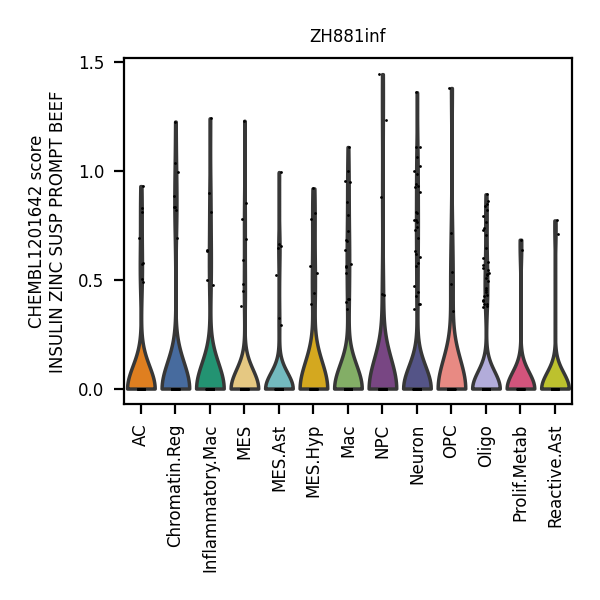 ZH881inf
CHEMBL1201642 score
INSULIN ZINC SUSP PROMPT BEEF
1.5
1.0
0.5
0.0
AC
Chromatin.Reg
Inflammatory.Mac
MES
MES.Ast
MES.Hyp
Mac
NPC
Neuron
OPC
Oligo
Prolif.Metab
Reactive.Ast